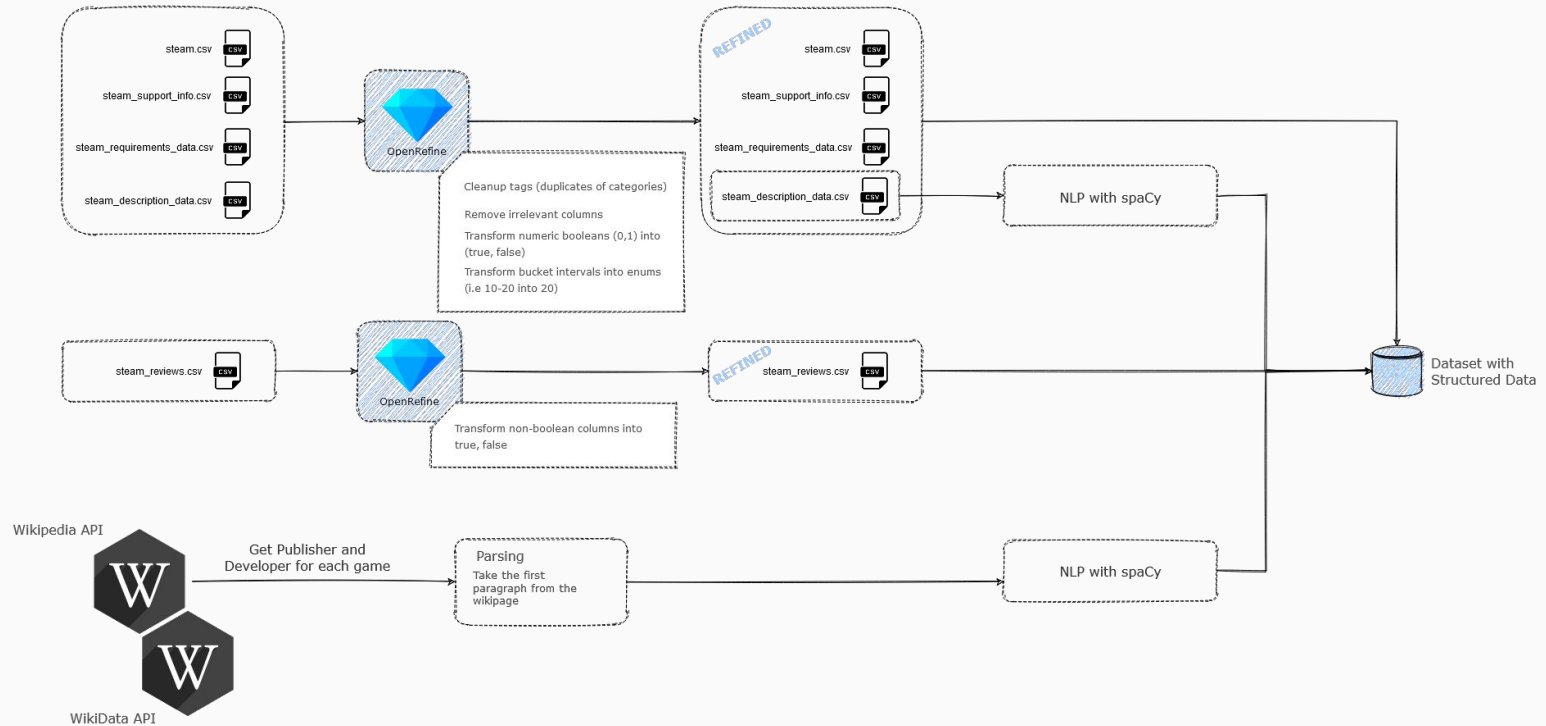 steam.csv
CSV
steam_support_info.csv
CSV
steam_requirements_data.csv
CSV
steam_description_data.csv
CSV
OpenRefine
Cleanup tags (duplicates of categories)
Remove irrelevant columns
Transform numeric booleans (0,1) into
(true, false)
Transform bucket intervals into enums
(i.e 10-20 into 20)
REFINED
steam.csv
CSV
steam_support_info.csv
CSV
steam_requirements_data.csv
CSV
steam_description_data.csv
CSV
NLP with spaCy
steam_reviews.csv
CSV
OpenRefine
Transform non-boolean columns into
true, false
REFINED
steam_reviews.csv
CSV
Dataset with
Structured Data
Wikipedia API
W
W
WikiData API
Get Publisher and
Developer for each game
Parsing
Take the first
paragraph from the
wikipage
NLP with spaCy